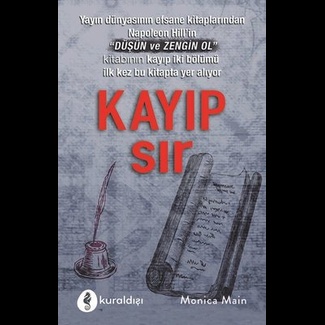 Yayın dünyasının efsane kitaplarından
Napoleon Hill'in
"DÜŞÜN ve ZENGİN OL"
kitabının kayıp iki bölümü
ilk kez bu kitapta yer alıyor
KAYIP
sır
kuraldışı
Monica Main